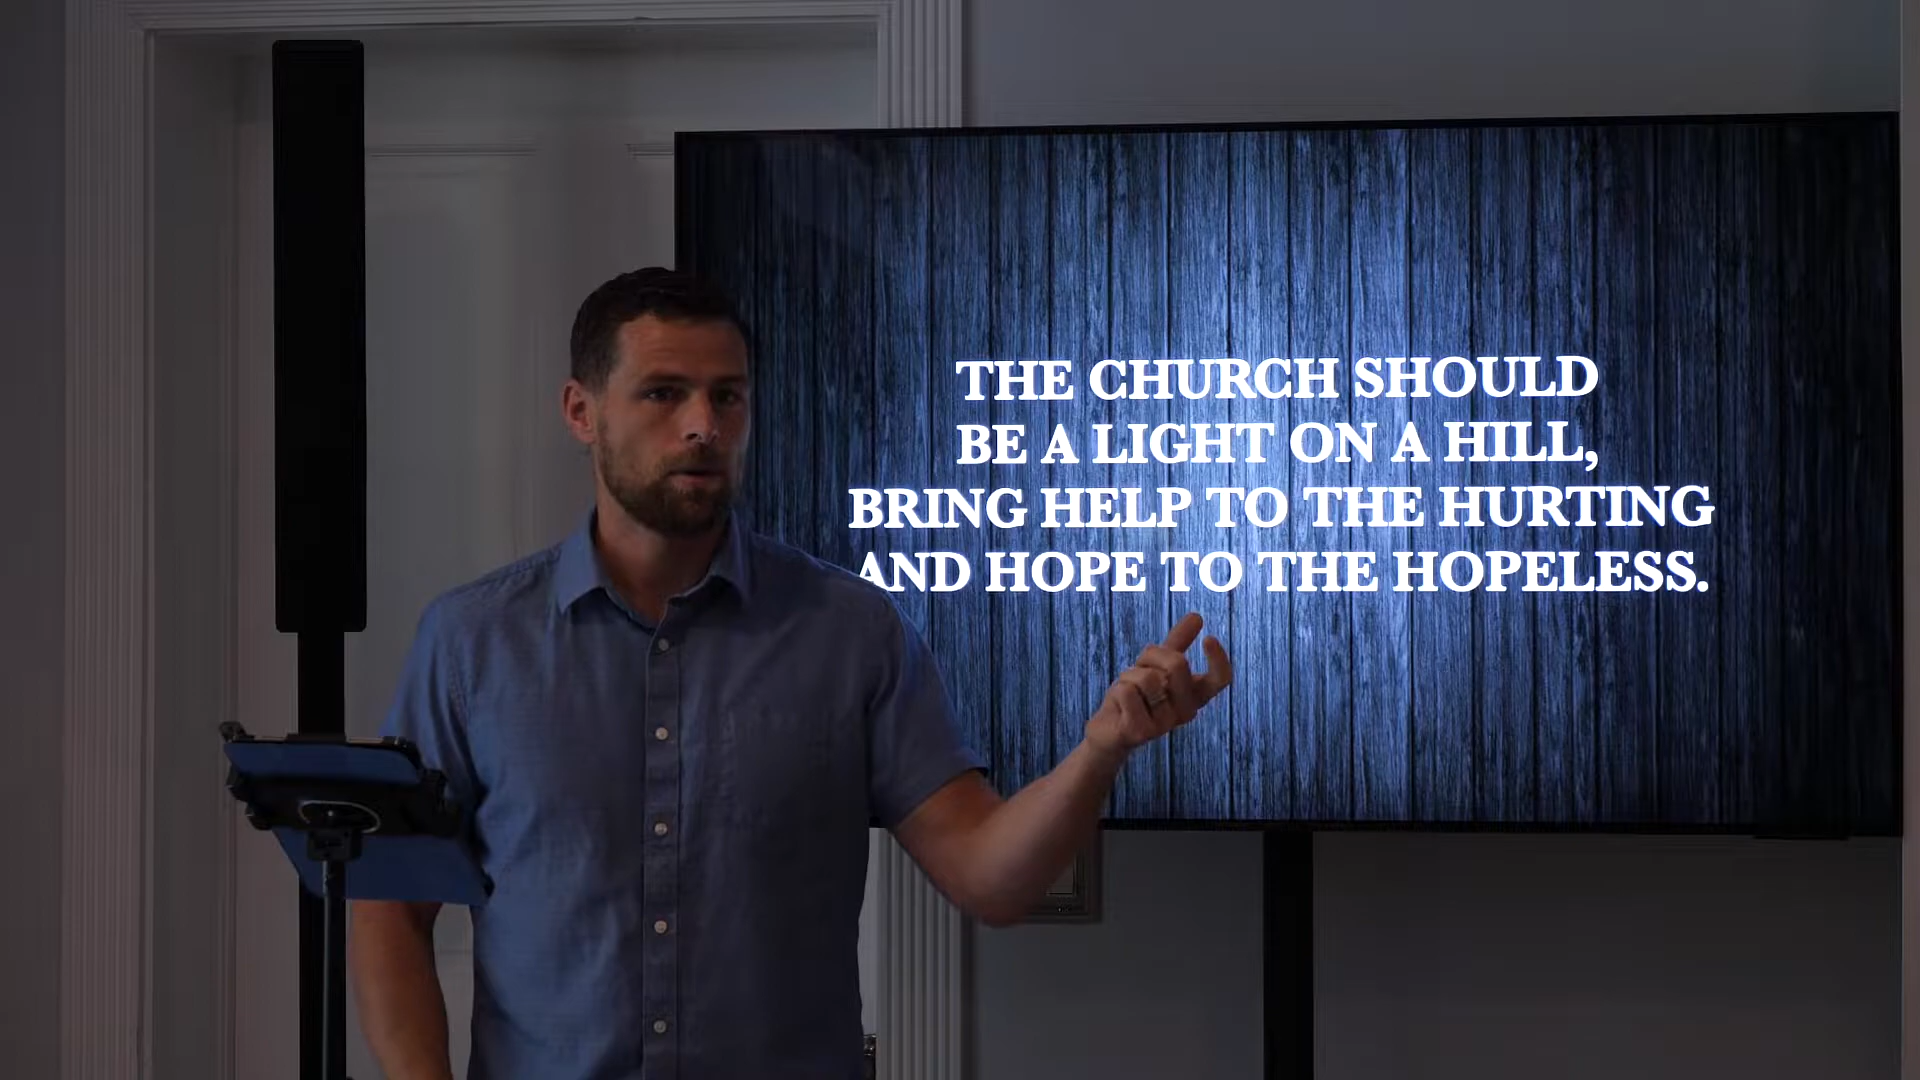 THE CHURCH SHOULD
BE A LIGHT ON A HILL,
BRING HELP TO THE HURTING
AND HOPE TO THE HOPELESS.